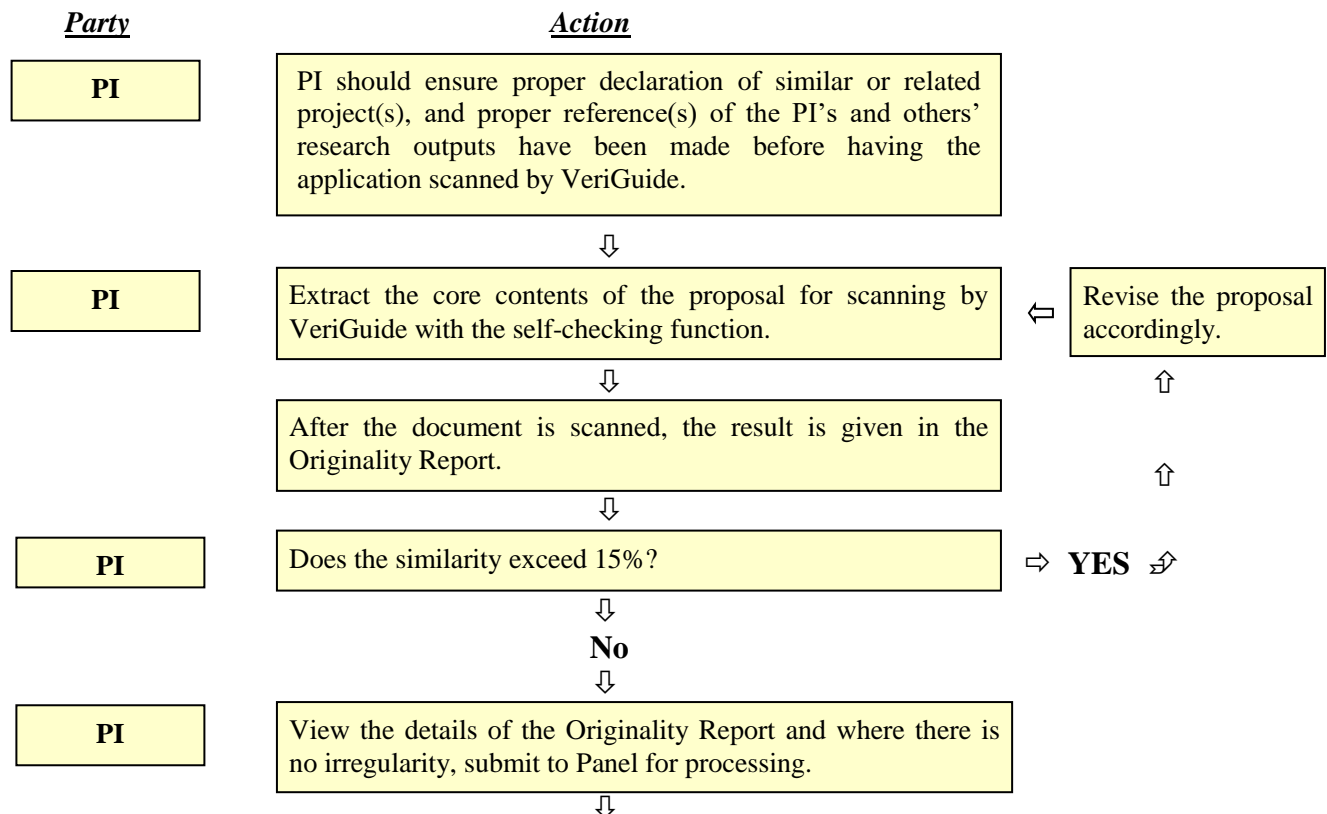 Party
Action
PI
PI should ensure proper declaration of similar or related
project(s), and proper reference(s) of the PI's and others’
research outputs have been made before having the
application scanned by VeriGuide.
⇩
PI
Extract the core contents of the proposal for scanning by
VeriGuide with the self-checking function.
⇦
Revise the proposal
accordingly.
⇩
⇧
After the document is scanned, the result is given in the
Originality Report.
⇧
⇩
PI
Does the similarity exceed 15%?
⇨ YES
⇩
No
⇩
PI
View the details of the Originality Report and where there is
no irregularity, submit to Panel for processing.
⇩